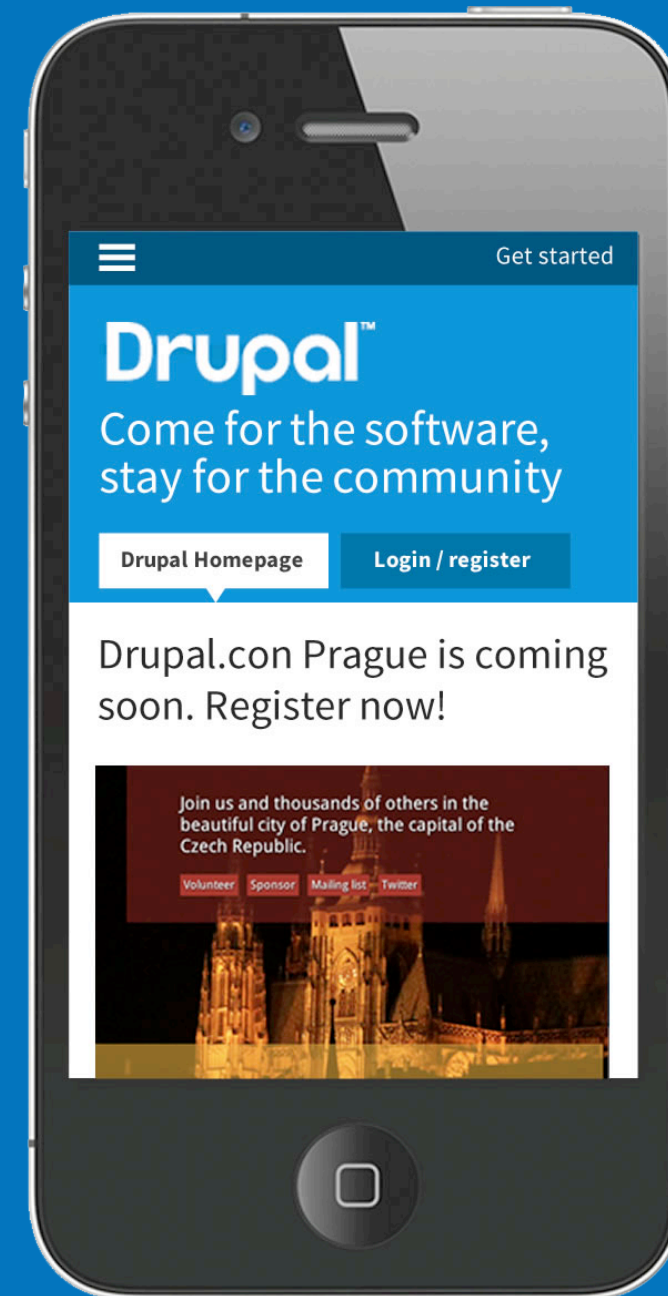 Get started
Drupal™
Come for the software,
stay for the community
Drupal Homepage Login / register
Drupal.con Prague is coming
soon. Register now!
Join us and thousands of others in the
beautiful city of Prague, the capital of the
Czech Republic.
Volunteer Sponsor Mailing list Twitter